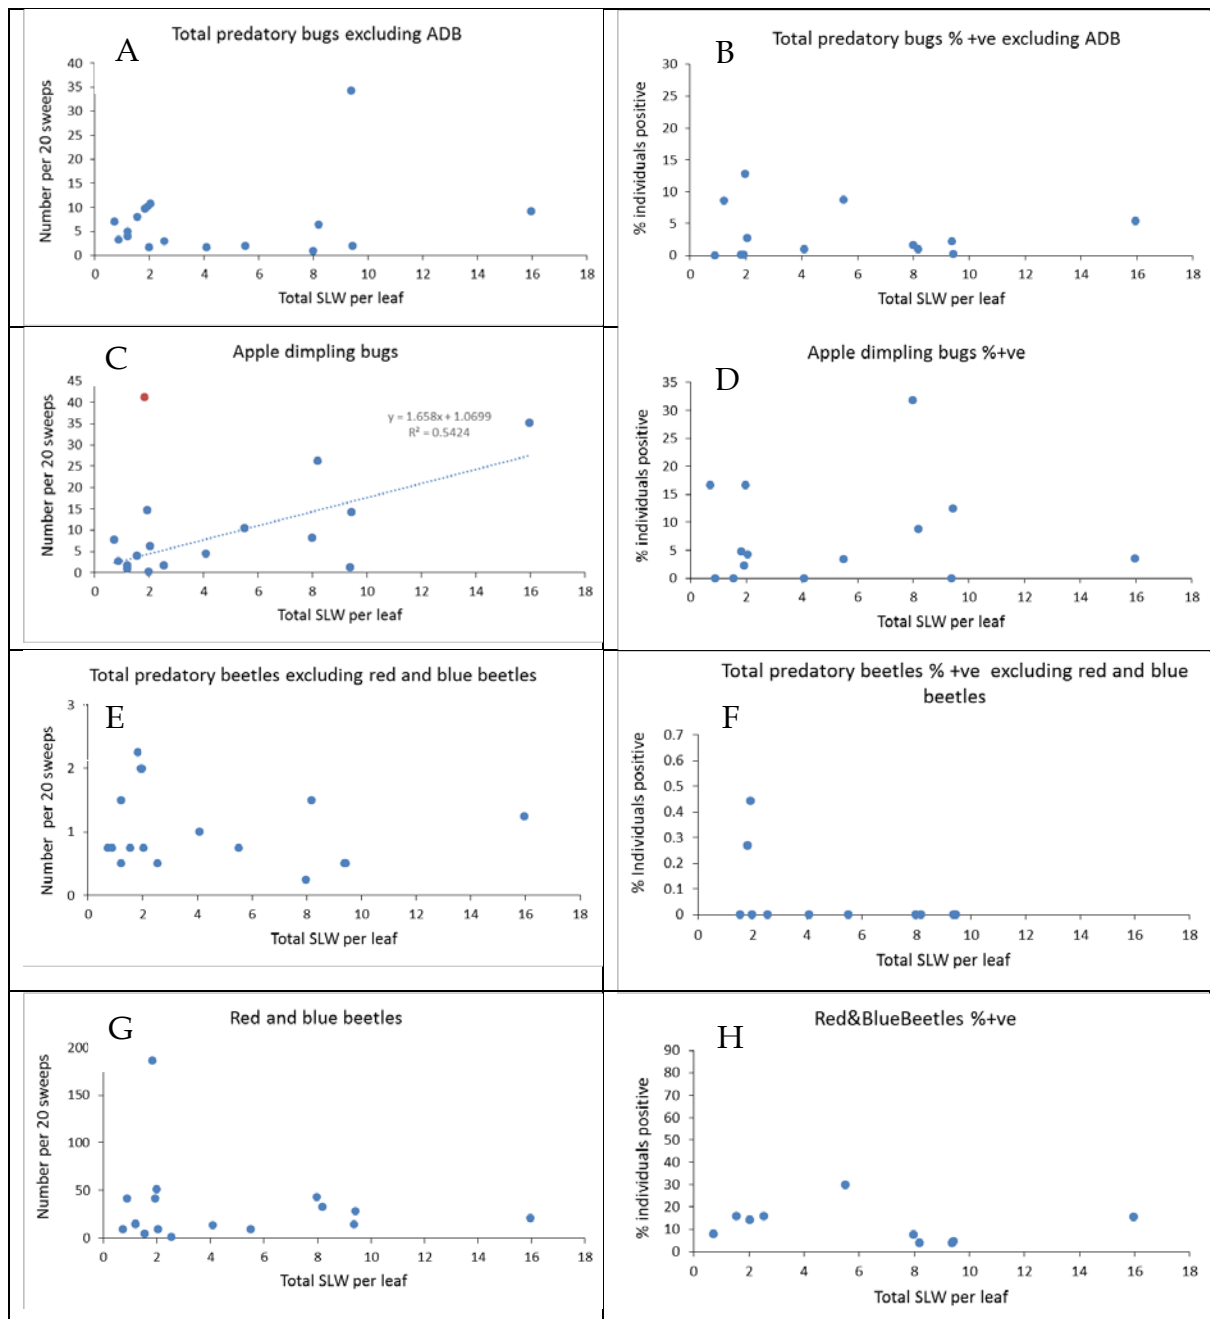 A
Total predatory bugs excluding ADB
Number per 20 sweeps
40
35
30
25
20
15
10
5
0
0 2 4 6 8 10 12 14 16 18
Total SLW per leaf
B
Total predatory bugs % +ve excluding ADB
% individuals positive
30
25
20
15
10
5
0
0 2 4 6 8 10 12 14 16 18
Total SLW per leaf
C
Apple dimpling bugs
Number per 20 sweeps
45
40
35
30
25
20
15
10
5
0
y = 1.658x + 1.0699
R² = 0.5424
0 2 4 6 8 10 12 14 16 18
Total SLW per leaf
D
Apple dimpling bugs %+ve
% individuals positive
35
30
25
20
15
10
5
0
0 2 4 6 8 10 12 14 16 18
Total SLW per leaf
E
Total predatory beetles excluding red and blue beetles
Number per 20 sweeps
3
2
1
0
0 2 4 6 8 10 12 14 16 18
Total SLW per leaf
F
Total predatory beetles % +ve excluding red and blue
beetles
% Individuals positive
0.7
0.6
0.5
0.4
0.3
0.2
0.1
0
0 2 4 6 8 10 12 14 16 18
Total SLW per leaf
G
Red and blue beetles
Number per 20 sweeps
200
150
100
50
0
0 2 4 6 8 10 12 14 16 18
Total SLW per leaf
H
Red&BlueBeetles %+ve
% individuals positive
90
80
70
60
50
40
30
20
10
0
0 2 4 6 8 10 12 14 16 18
Total SLW per leaf